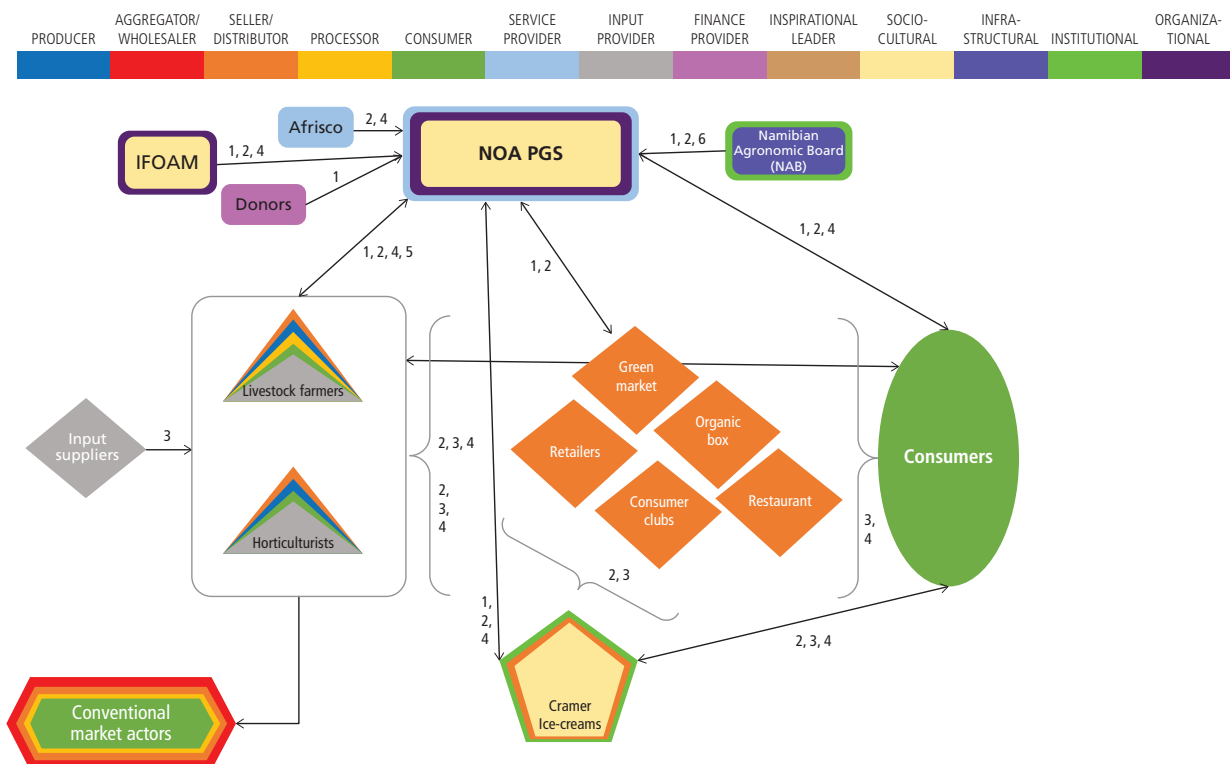 PRODUCER
AGGREGATOR/
WHOLESALER
SELLER/
DISTRIBUTOR
PROCESSOR
CONSUMER
SERVICE
PROVIDER
INPUT
PROVIDER
FINANCE
PROVIDER
INSPIRATIONAL
LEADER
SOCIO-
CULTURAL
INFRA-
STRUCTURAL
INSTITUTIONAL
ORGANIZA-
TIONAL
Afrisco
2, 4
IFOAM
1, 2, 4
1
Donors
NOA PGS
1, 2, 6
Namibian
Agronomic Board
(NAB)
1, 2, 4, 5
1, 2
1, 2, 4
Livestock farmers
Green
market
Organic
box
Retailers
Consumer
clubs
Restaurant
Input
suppliers
3
2, 3, 4
2,
3,
4
Horticulturists
Consumers
3,
4
2, 3
1,
2,
4
2, 3, 4
Cramer
Ice-creams
Conventional
market actors